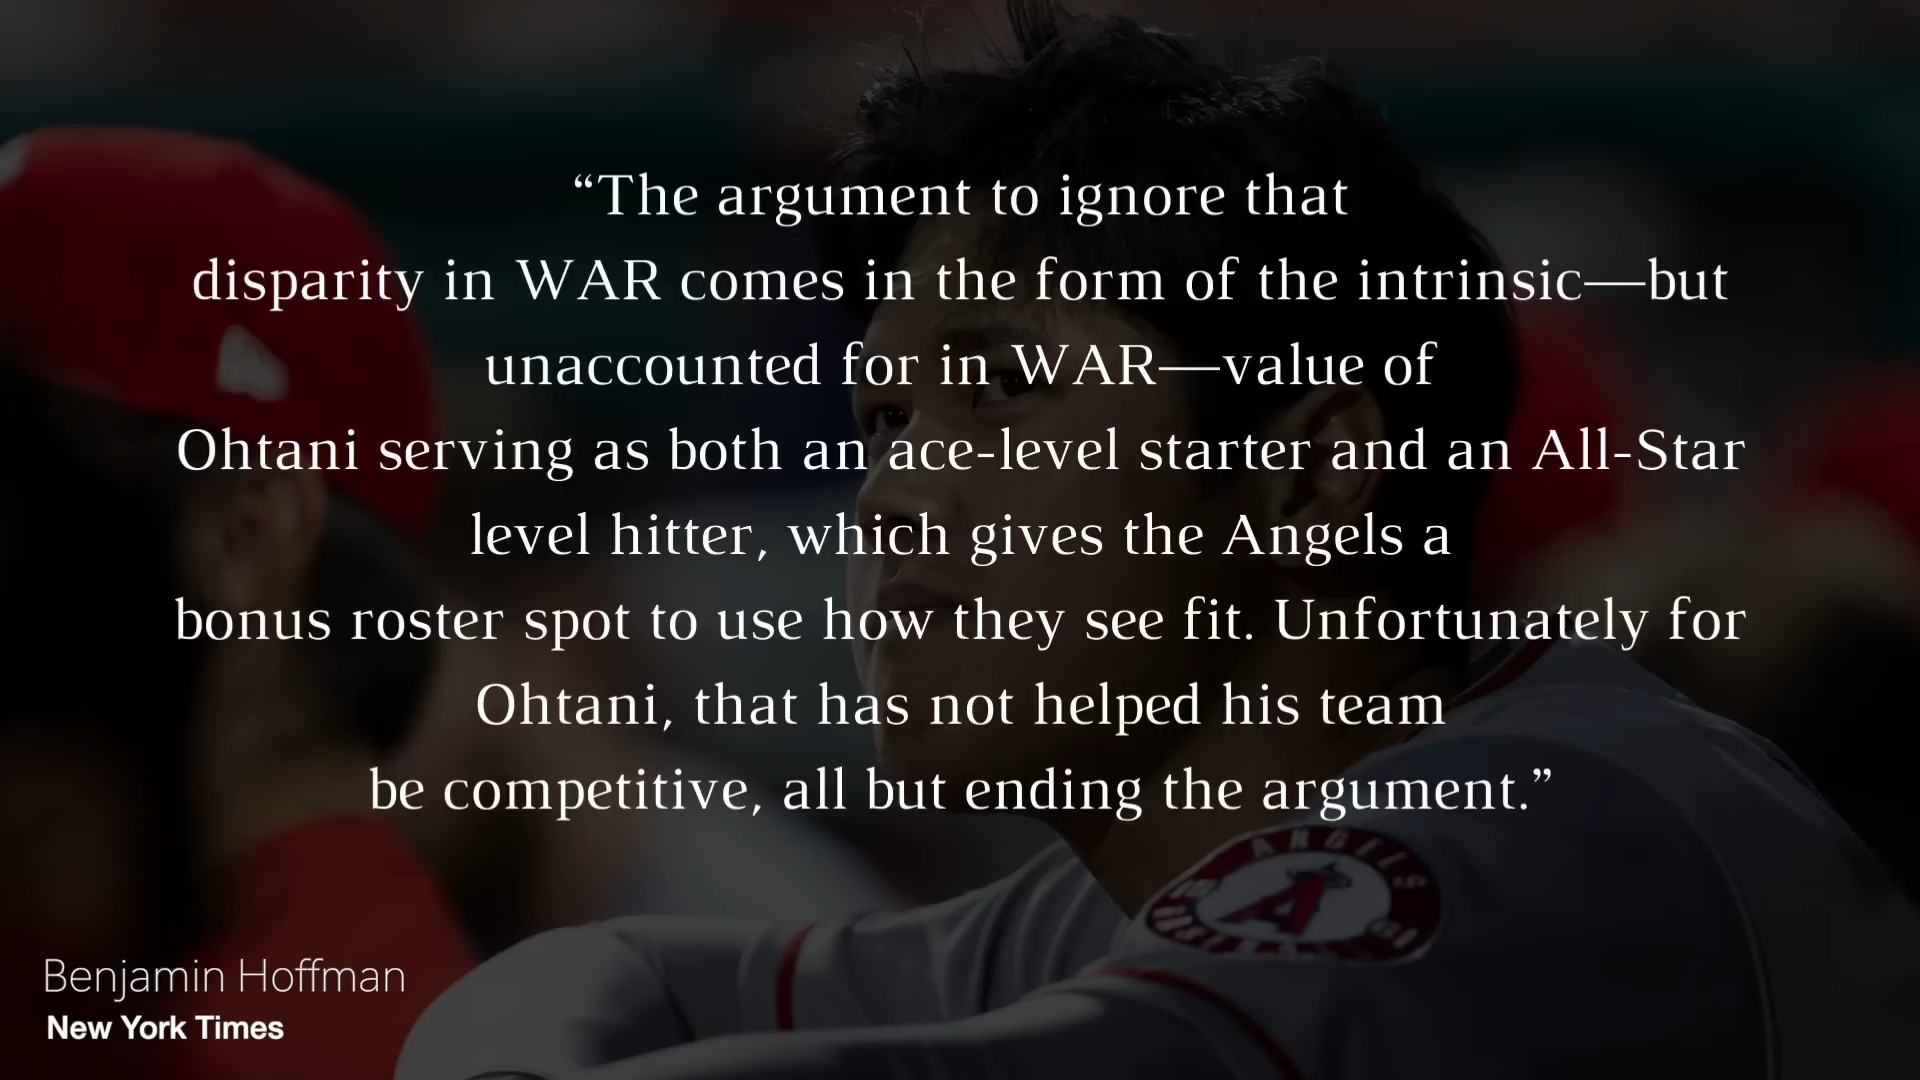 “The argument to ignore that
disparity in WAR comes in the form of the intrinsic—but
unaccounted for in WAR—value of
Ohtani serving as both an ace-level starter and an All-Star
level hitter, which gives the Angels a
bonus roster spot to use how they see fit. Unfortunately for
Ohtani, that has not helped his team
be competitive, all but ending the argument.”
ANGELS
A
Benjamin Hoffman
New York Times